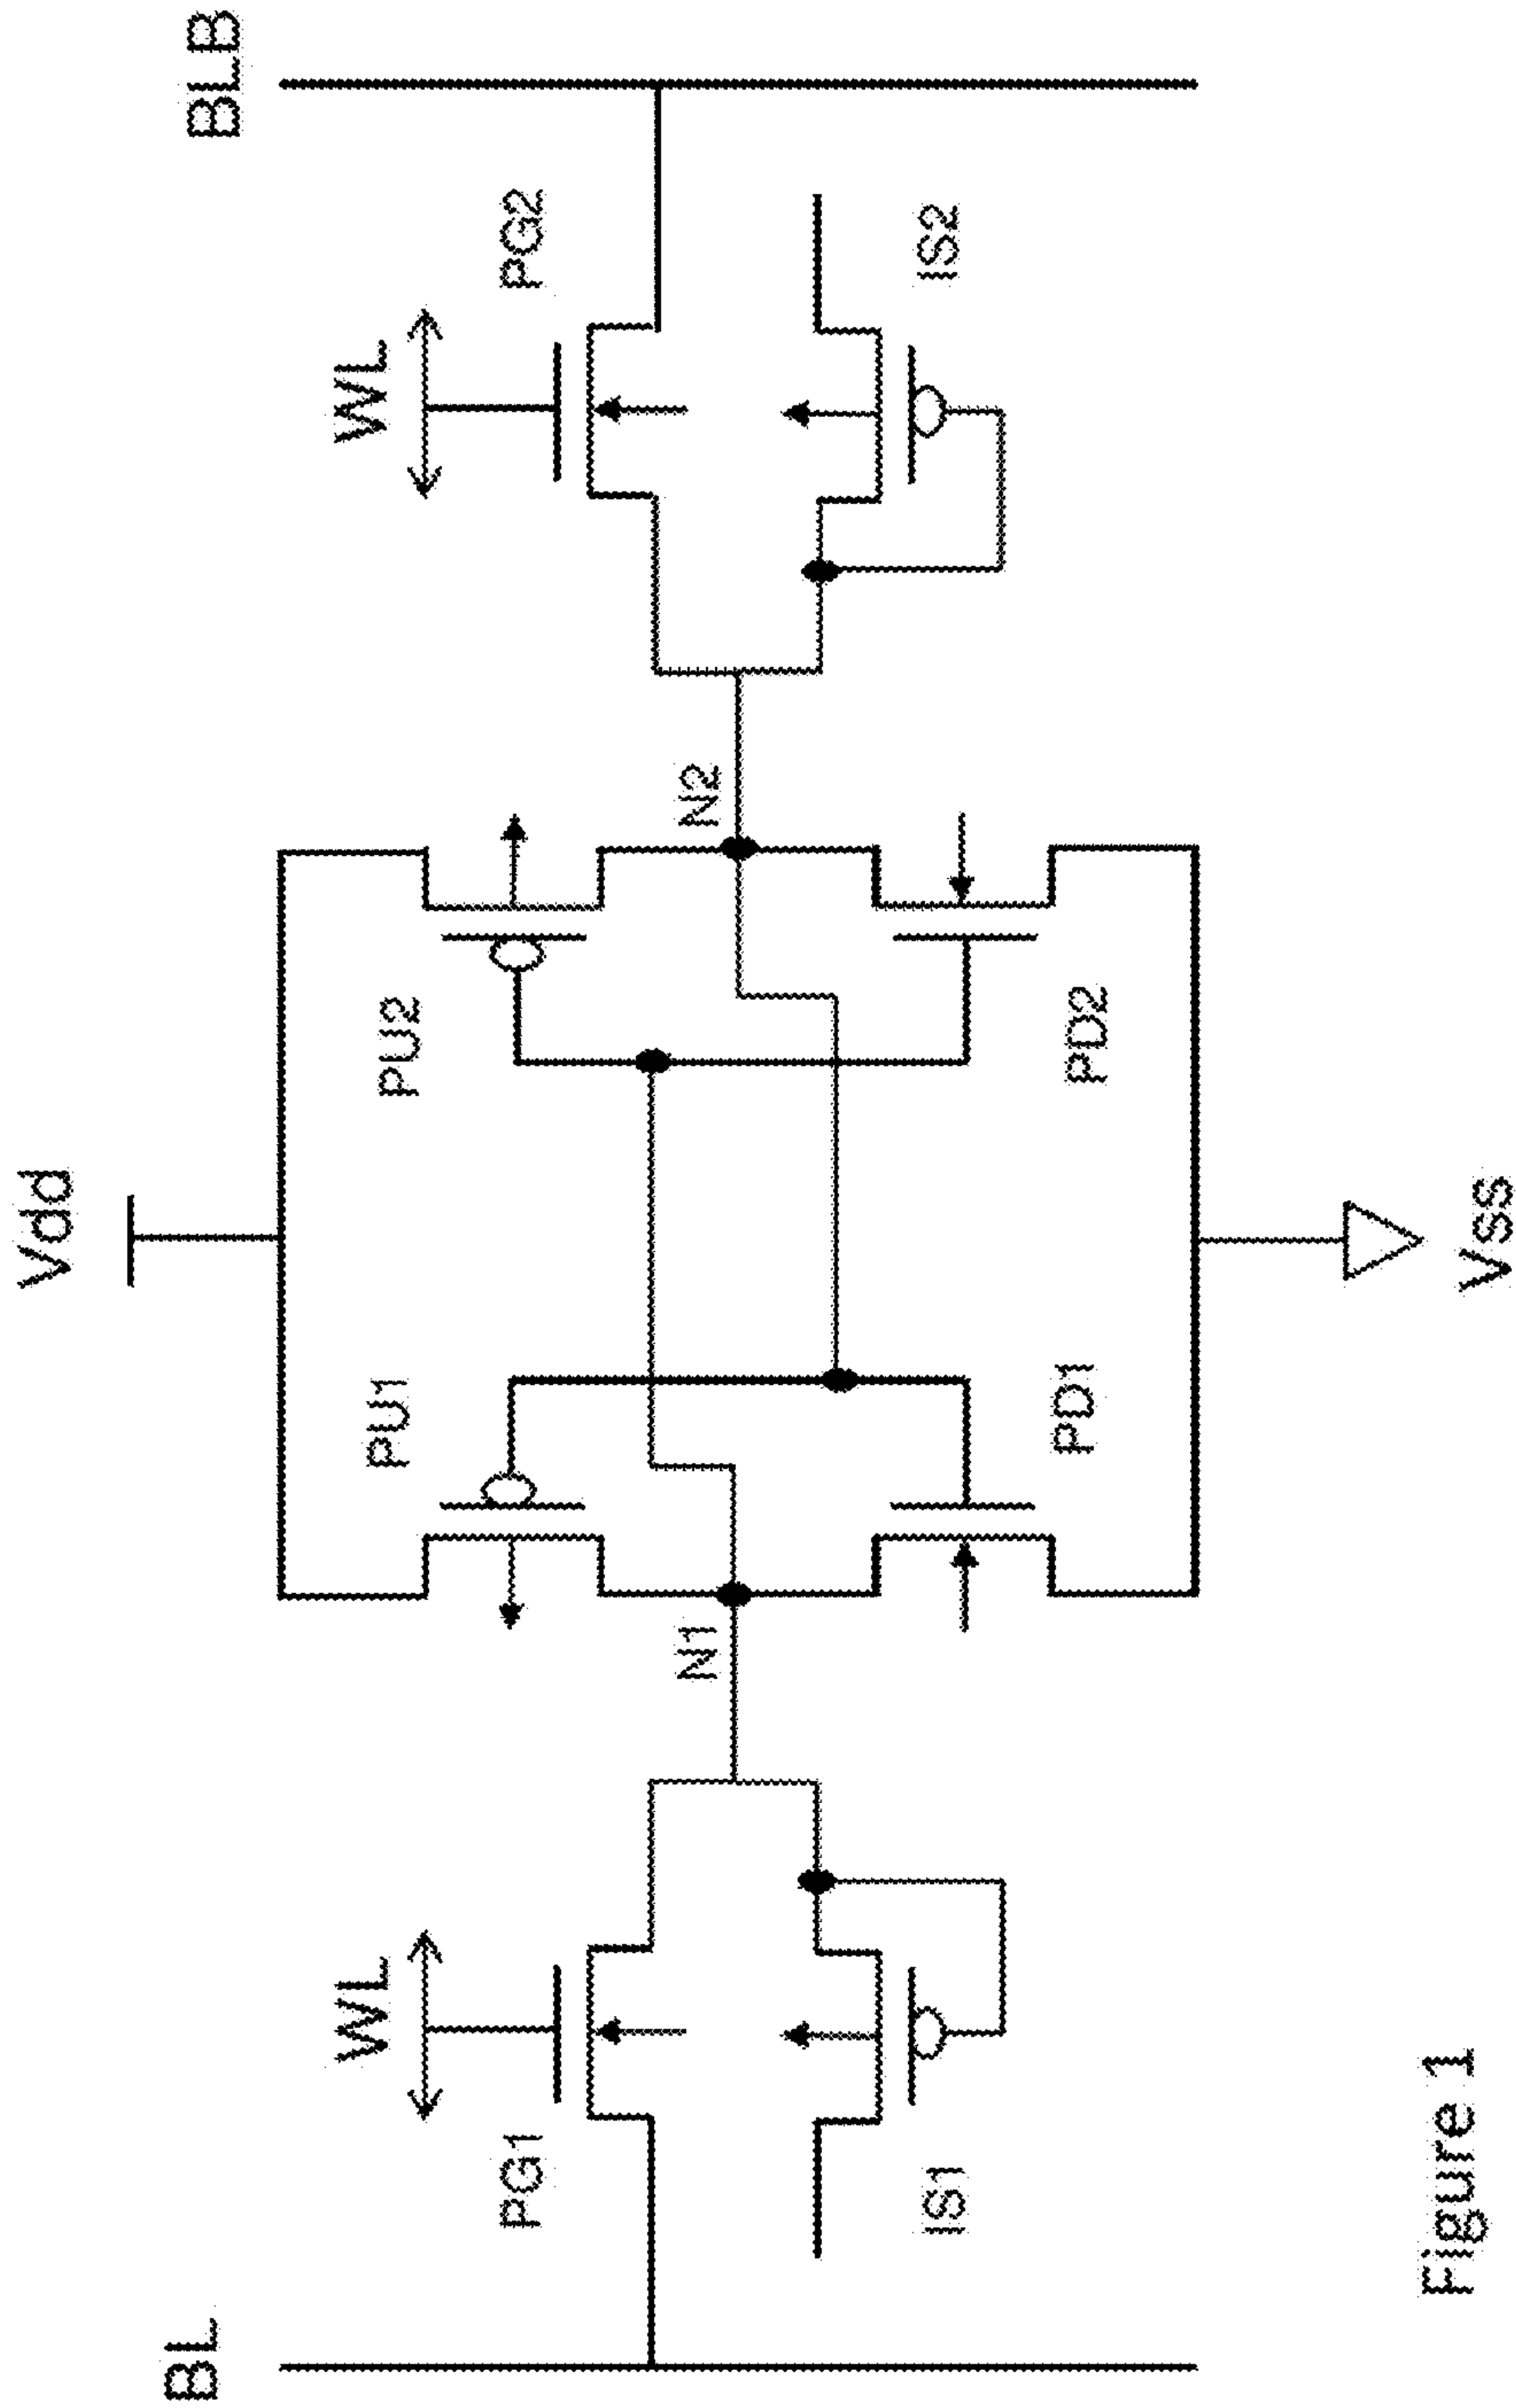 Vdd
BL
BLB
WL
WL
PU1
PU2
PG1
PG2
N1
N2
IS1
IS2
PD1
PD2
Vss
Figure 1